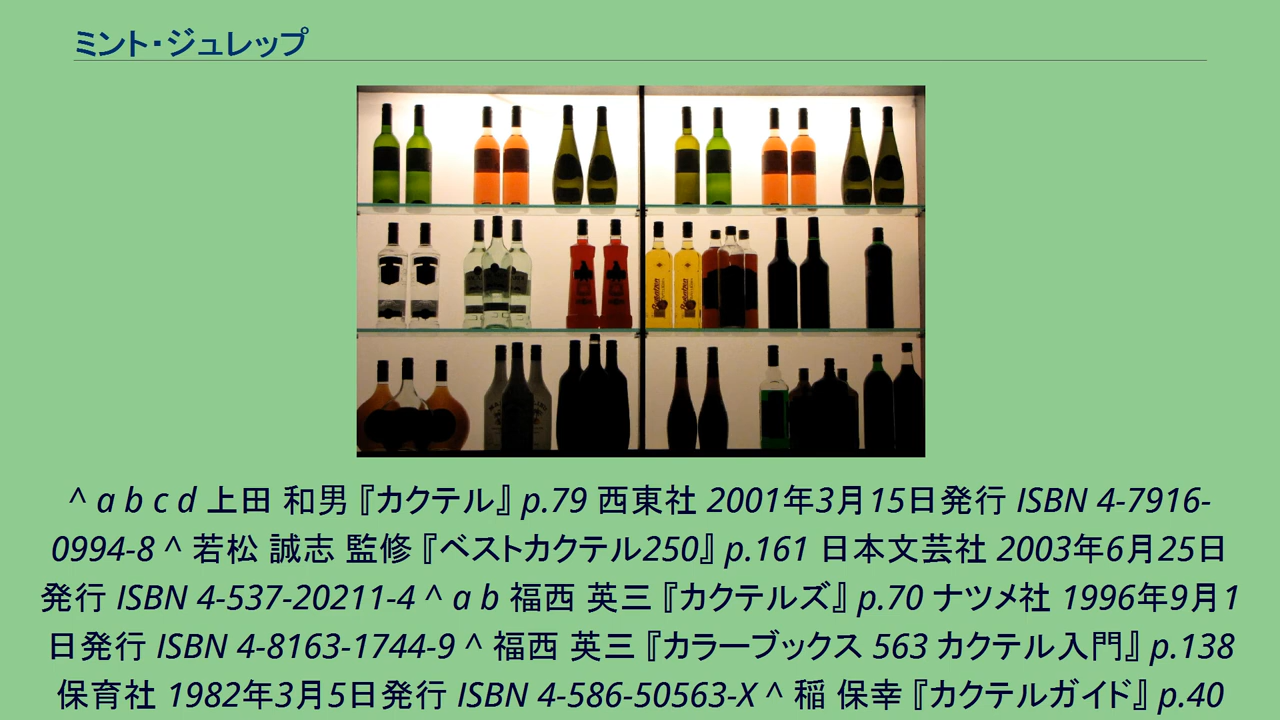 ミント・ジュレップ
^ a b c d 上田 和男『カクテル』p.79 西東社 2001年3月15日発行 ISBN 4-7916-
0994-8 ^ 若松 誠志 監修『ベストカクテル250』p.161 日本文芸社 2003年6月25日
発行 ISBN 4-537-20211-4 ^ a b 福西 英三『カクテルズ』p.70 ナツメ社 1996年9月1
日発行 ISBN 4-8163-1744-9 ^ 福西 英三『カラーブックス 563 カクテル入門』p.138
保育社 1982年3月5日発行 ISBN 4-586-50563-X ^ 稲 保幸『カクテルガイド』p.40